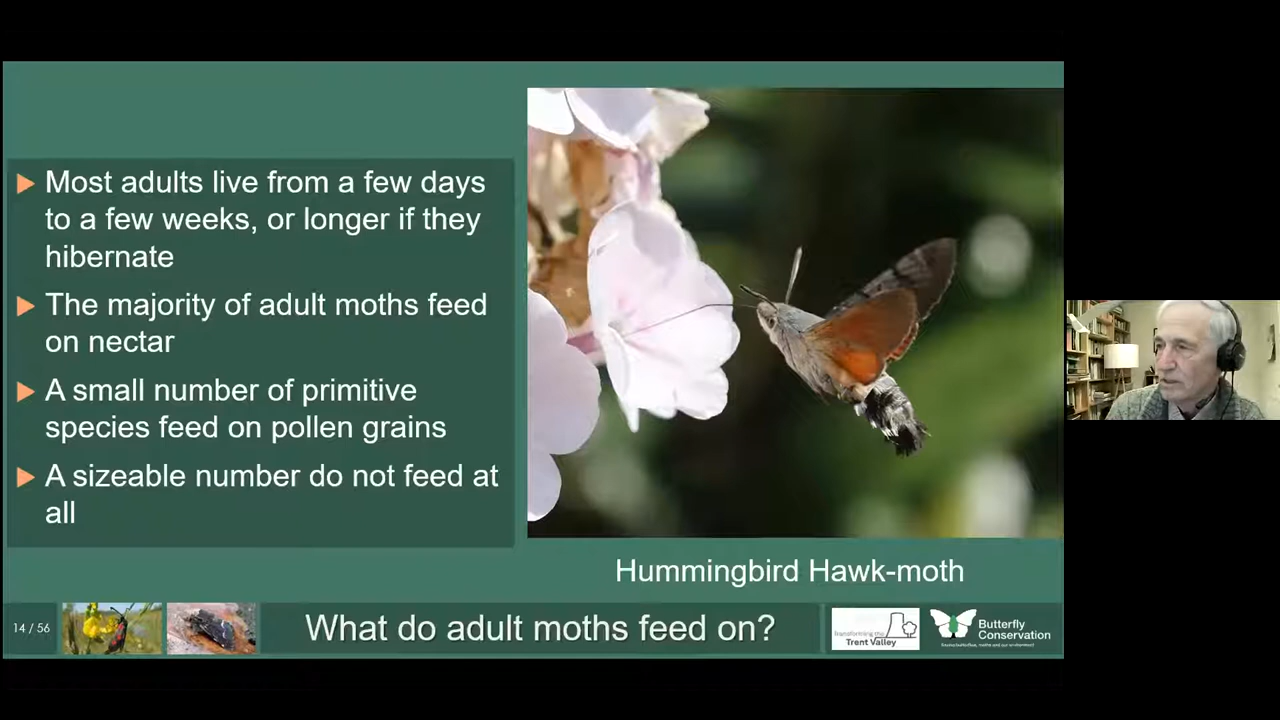 Most adults live from a few days
to a few weeks, or longer if they
hibernate
The majority of adult moths feed
on nectar
A small number of primitive
species feed on pollen grains
A sizeable number do not feed at
all
Hummingbird Hawk-moth
14 / 56
What do adult moths feed on?
Transforming the
Trent Valley
Butterfly
Conservation